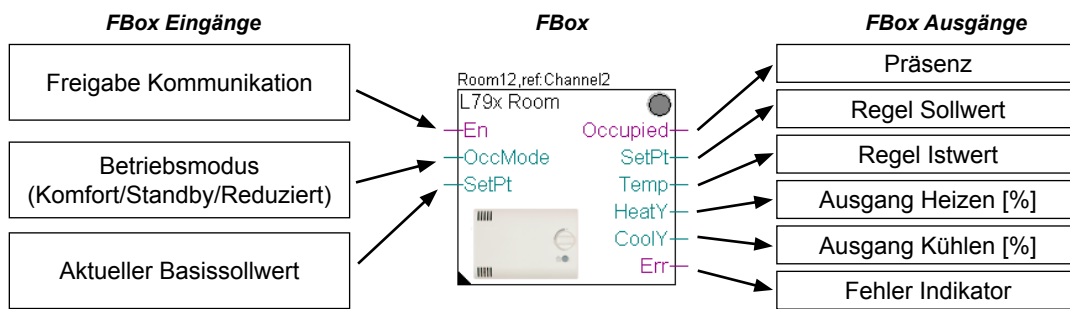 FBox Eingänge
FBox
FBox Ausgänge
Freigabe Kommunikation
Betriebsmodus
(Komfort/Standby/Reduziert)
Aktueller Basissollwert
Room12,ref:Channel2
L79x Room
En
OccMode
SetPt
Occupied
SetPt
Temp
HeatY
CoolY
Err
Präsenz
Regel Sollwert
Regel Istwert
Ausgang Heizen [%]
Ausgang Kühlen [%]
Fehler Indikator